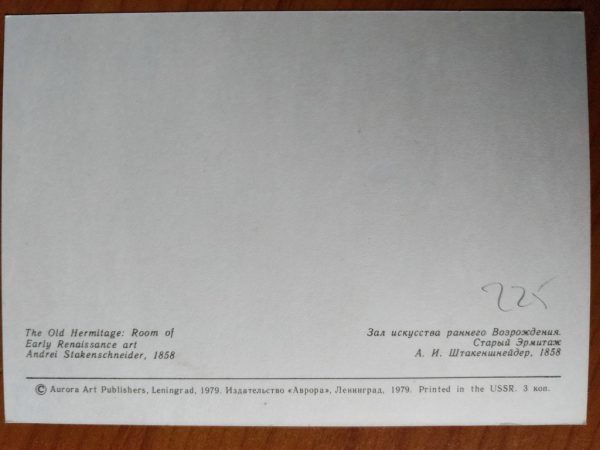 225
The Old Hermitage: Room of
Early Renaissance art
Andrei Stakenschneider, 1858
Зал искусства раннего Возрождения.
Старый Эрмитаж
А. И. Штакеншнейдер, 1858
© Aurora Art Publishers, Leningrad, 1979. Издательство «Аврора», Ленинград, 1979. Printed in the USSR. 3 коп.